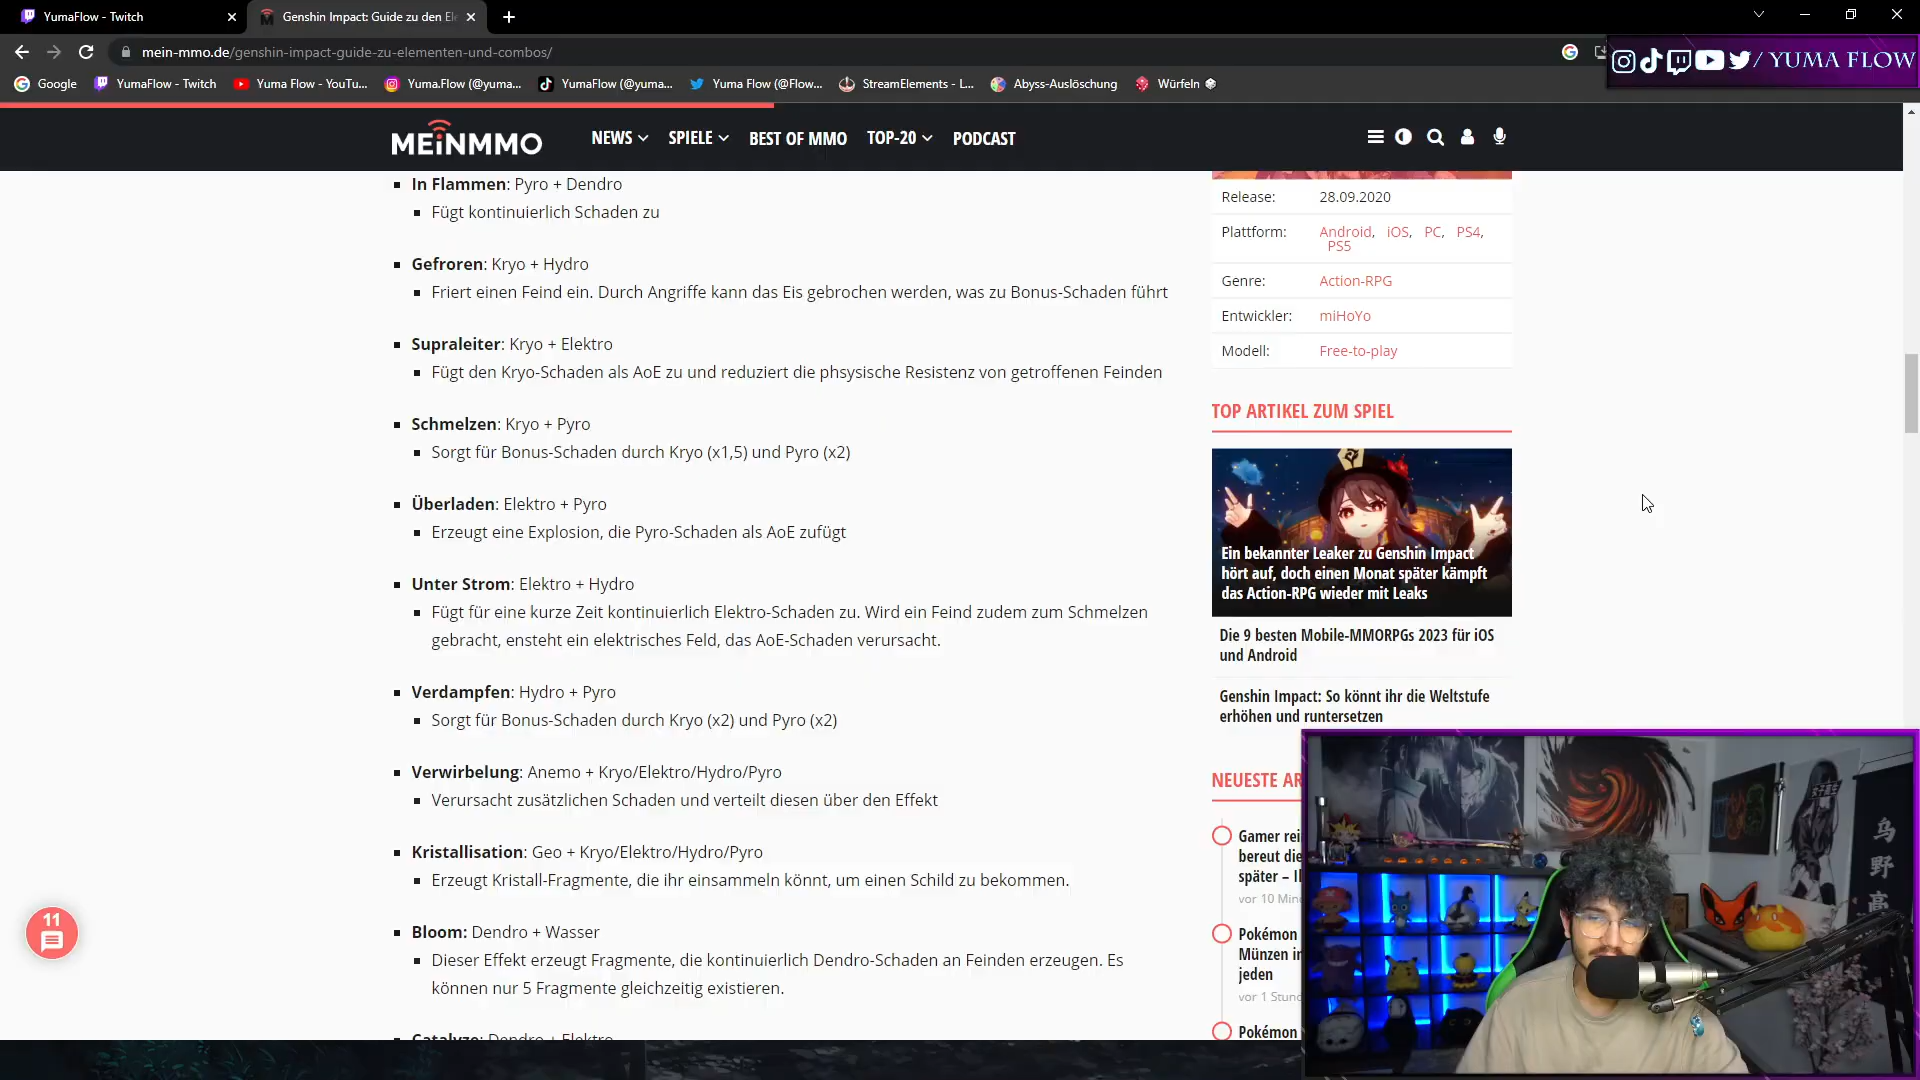 YumaFlow - Twitch
Genshin Impact: Guide zu den Ele
mein-mmo.de/genshin-impact-guide-zu-elementen-und-combos/
/ YUMA FLOW
Google
YumaFlow - Twitch
Yuma Flow - YouTu...
Yuma.Flow (@yuma...
YumaFlow (@yuma...
Yuma Flow (@Flow...
StreamElements - L...
Abyss-Auslöschung
Würfeln
MEiNMMO
NEWS
SPIELE
BEST OF MMO
TOP-20
PODCAST
In Flammen: Pyro + Dendro
Fügt kontinuierlich Schaden zu
Gefroren: Kryo + Hydro
Friert einen Feind ein. Durch Angriffe kann das Eis gebrochen werden, was zu Bonus-Schaden führt
Supraleiter: Kryo + Elektro
Fügt den Kryo-Schaden als AoE zu und reduziert die phsysische Resistenz von getroffenen Feinden
Schmelzen: Kryo + Pyro
Sorgt für Bonus-Schaden durch Kryo (x1,5) und Pyro (x2)
Überladen: Elektro + Pyro
Erzeugt eine Explosion, die Pyro-Schaden als AoE zufügt
Unter Strom: Elektro + Hydro
Fügt für eine kurze Zeit kontinuierlich Elektro-Schaden zu. Wird ein Feind zudem zum Schmelzen
gebracht, ensteht ein elektrisches Feld, das AoE-Schaden verursacht.
Verdampfen: Hydro + Pyro
Sorgt für Bonus-Schaden durch Kryo (x2) und Pyro (x2)
Verwirbelung: Anemo + Kryo/Elektro/Hydro/Pyro
Verursacht zusätzlichen Schaden und verteilt diesen über den Effekt
Kristallisation: Geo + Kryo/Elektro/Hydro/Pyro
Erzeugt Kristall-Fragmente, die ihr einsammeln könnt, um einen Schild zu bekommen.
Bloom: Dendro + Wasser
Dieser Effekt erzeugt Fragmente, die kontinuierlich Dendro-Schaden an Feinden erzeugen. Es
können nur 5 Fragmente gleichzeitig existieren.
Catalyze: Dendro + Elektro
11
Release: 28.09.2020
Plattform: Android, iOS, PC, PS4,
PS5
Genre: Action-RPG
Entwickler: miHoYo
Modell: Free-to-play
TOP ARTIKEL ZUM SPIEL
Ein bekannter Leaker zu Genshin Impact
hört auf, doch einen Monat später kämpft
das Action-RPG wieder mit Leaks
Die 9 besten Mobile-MMORPGs 2023 für iOS
und Android
Genshin Impact: So könnt ihr die Weltstufe
erhöhen und runtersetzen
NEUESTE AR
Gamer rei
bereut die
später – I
vor 10 Min
Pokémon
Münzen i
jeden
vor 1 Stun
Pokémon
烏
野
高